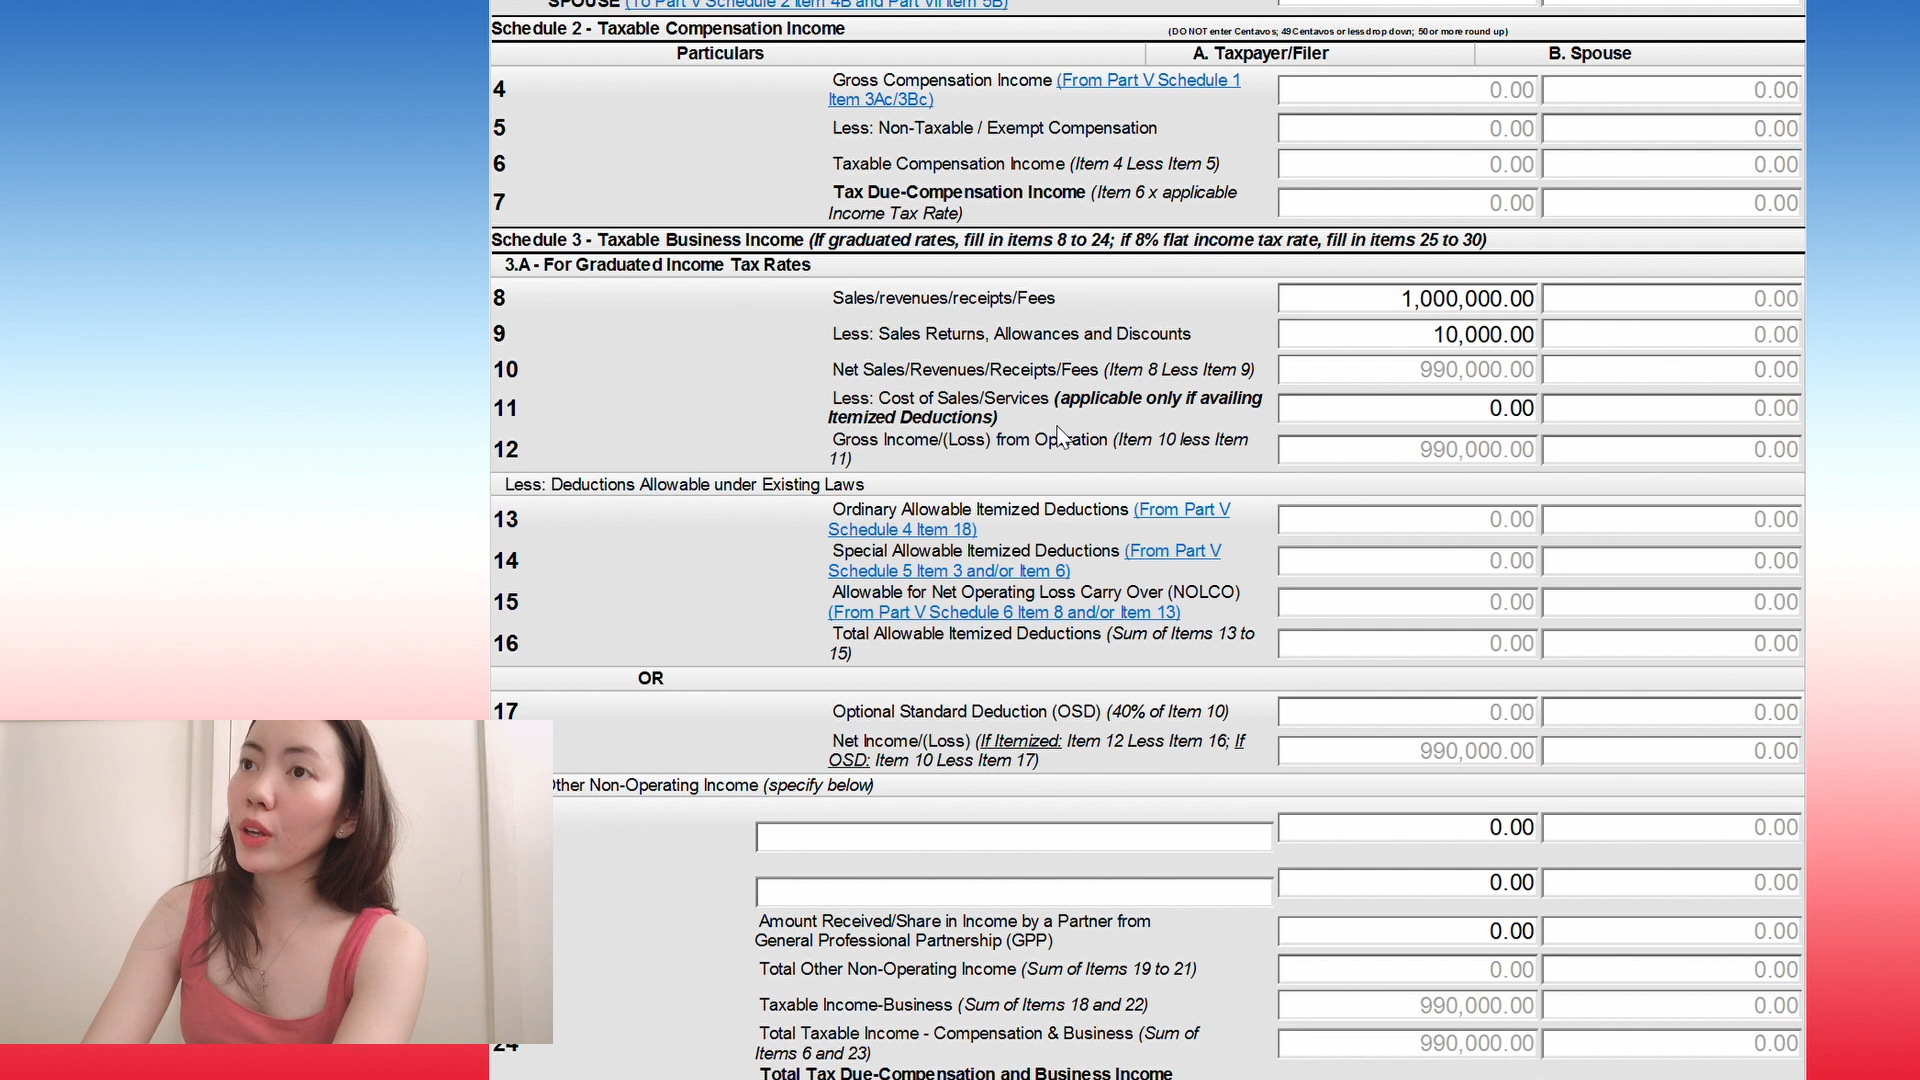 SPOUSE (To Part V Schedule 2 Item 4B and Part VII Item 5B)
Schedule 2 - Taxable Compensation Income (DO NOT enter Centavos; 49 Centavos or less drop down; 50 or more round up)
Particulars A. Taxpayer/Filer B. Spouse
4 Gross Compensation Income (From Part V Schedule 1 Item 3Ac/3Bc) 0.00 0.00
5 Less: Non-Taxable / Exempt Compensation 0.00 0.00
6 Taxable Compensation Income (Item 4 Less Item 5) 0.00 0.00
7 Tax Due-Compensation Income (Item 6 x applicable Income Tax Rate) 0.00 0.00
Schedule 3 - Taxable Business Income (If graduated rates, fill in items 8 to 24; if 8% flat income tax rate, fill in items 25 to 30)
3.A - For Graduated Income Tax Rates
8 Sales/revenues/receipts/Fees 1,000,000.00 0.00
9 Less: Sales Returns, Allowances and Discounts 10,000.00 0.00
10 Net Sales/Revenues/Receipts/Fees (Item 8 Less Item 9) 990,000.00 0.00
11 Less: Cost of Sales/Services (applicable only if availing Itemized Deductions) 0.00 0.00
12 Gross Income/(Loss) from Operation (Item 10 less Item 11) 990,000.00 0.00
Less: Deductions Allowable under Existing Laws
13 Ordinary Allowable Itemized Deductions (From Part V Schedule 4 Item 18) 0.00 0.00
14 Special Allowable Itemized Deductions (From Part V Schedule 5 Item 3 and/or Item 6) 0.00 0.00
15 Allowable for Net Operating Loss Carry Over (NOLCO) (From Part V Schedule 6 Item 8 and/or Item 13) 0.00 0.00
16 Total Allowable Itemized Deductions (Sum of Items 13 to 15) 0.00 0.00
OR
17 Optional Standard Deduction (OSD) (40% of Item 10) 0.00 0.00
Net Income/(Loss) (If Itemized: Item 12 Less Item 16; If OSD: Item 10 Less Item 17) 990,000.00 0.00
Other Non-Operating Income (specify below)
0.00 0.00
0.00 0.00
Amount Received/Share in Income by a Partner from General Professional Partnership (GPP) 0.00 0.00
Total Other Non-Operating Income (Sum of Items 19 to 21) 0.00 0.00
Taxable Income-Business (Sum of Items 18 and 22) 990,000.00 0.00
24 Total Taxable Income - Compensation & Business (Sum of Items 6 and 23) 990,000.00 0.00
Total Tax Due-Compensation and Business Income